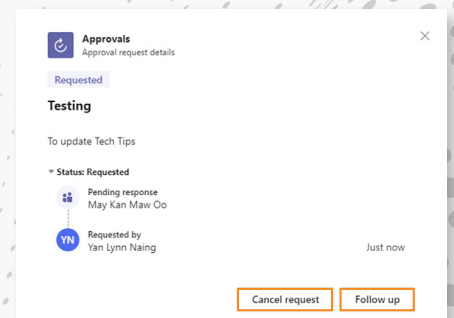 Approvals
Approval request details
Requested
Testing
To update Tech Tips
Status: Requested
Pending response
May Kan Maw Oo
YN
Requested by
Yan Lynn Naing
Just now
Cancel request
Follow up